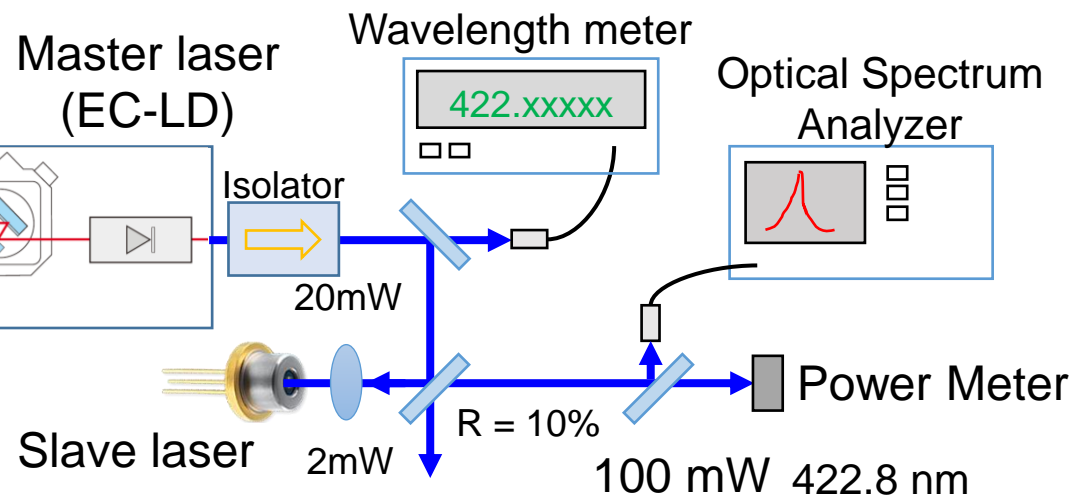 Wavelength meter
Master laser
(EC-LD)
422.xxxxx
Optical Spectrum
Analyzer
Isolator
20mW
Power Meter
R = 10%
Slave laser
2mW
100 mW 422.8 nm